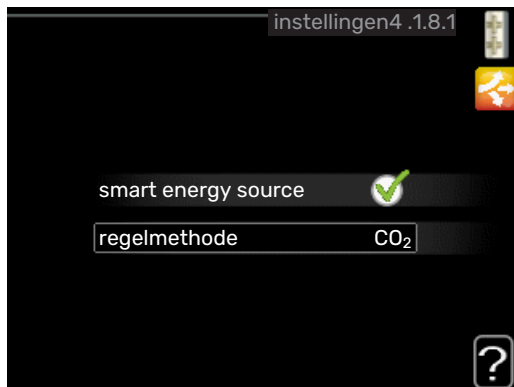 instellingen4 .1.8.1
smart energy source
regelmethode CO₂
?